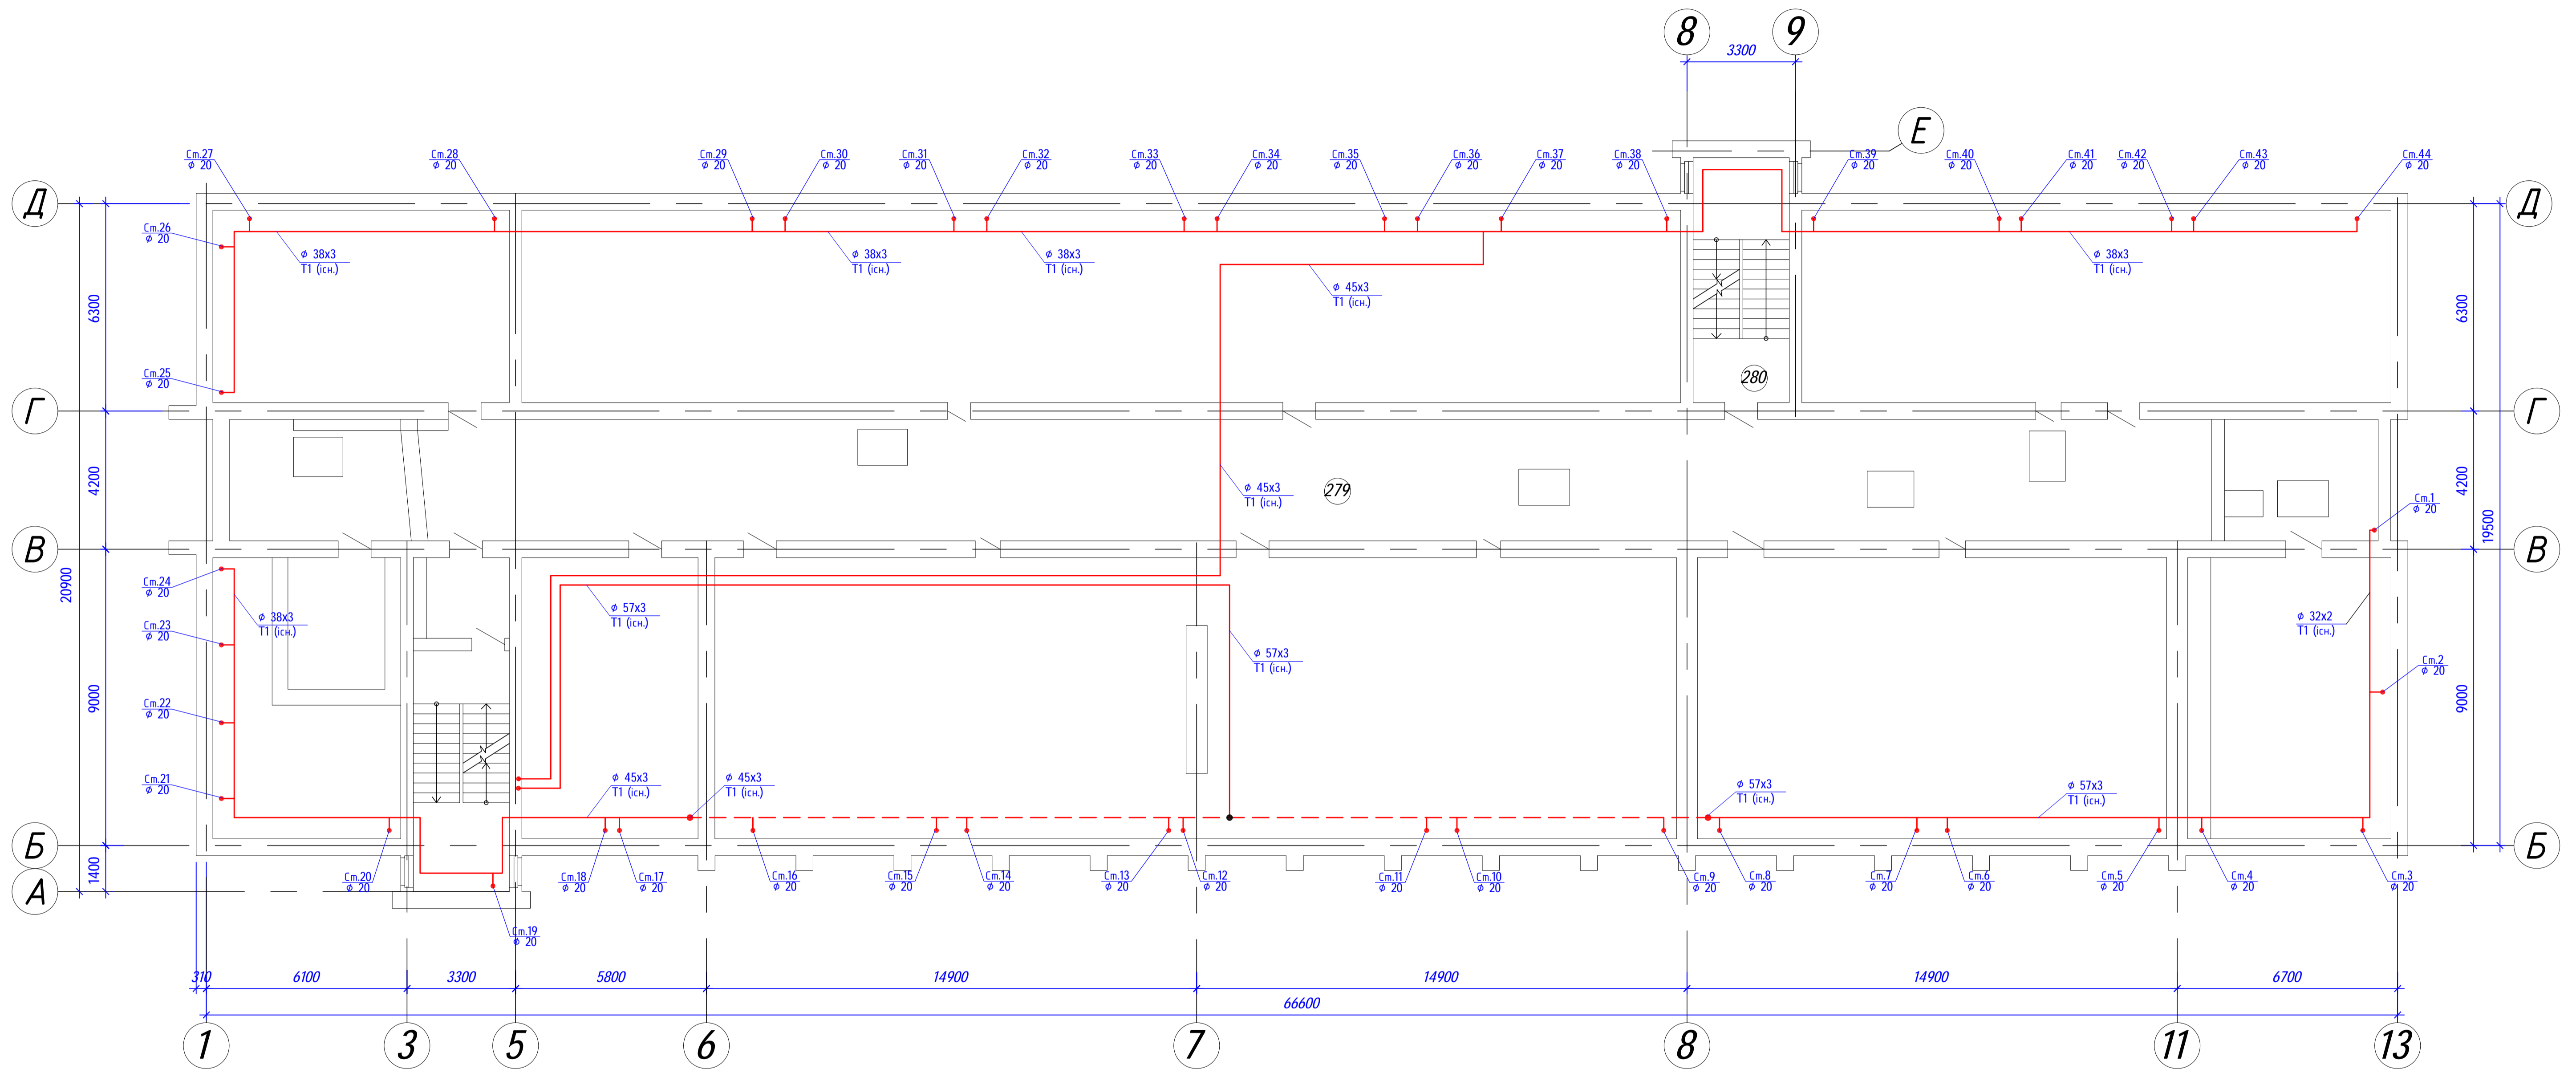 8
9
3300
Е
Ст.27
ϕ 20
Ст.28
ϕ 20
Ст.29
ϕ 20
Ст.30
ϕ 20
Ст.31
ϕ 20
Ст.32
ϕ 20
Ст.33
ϕ 20
Ст.34
ϕ 20
Ст.35
ϕ 20
Ст.36
ϕ 20
Ст.37
ϕ 20
Ст.38
ϕ 20
Ст.39
ϕ 20
Ст.40
ϕ 20
Ст.41
ϕ 20
Ст.42
ϕ 20
Ст.43
ϕ 20
Ст.44
ϕ 20
Д
Д
Ст.26
ϕ 20
ϕ 38х3
Т1 (існ.)
ϕ 38х3
Т1 (існ.)
ϕ 38х3
Т1 (існ.)
ϕ 38х3
Т1 (існ.)
ϕ 45х3
Т1 (існ.)
6300
6300
Ст.25
ϕ 20
280
Г
Г
4200
ϕ 45х3
Т1 (існ.)
279
4200
Ст.1
ϕ 20
19500
В
В
20900
Ст.24
ϕ 20
ϕ 38х3
Т1 (існ.)
Ст.23
ϕ 20
ϕ 57х3
Т1 (існ.)
ϕ 57х3
Т1 (існ.)
ϕ 32х2
Т1 (існ.)
Ст.2
ϕ 20
9000
9000
Ст.22
ϕ 20
Ст.21
ϕ 20
ϕ 45х3
Т1 (існ.)
ϕ 45х3
Т1 (існ.)
ϕ 57х3
Т1 (існ.)
ϕ 57х3
Т1 (існ.)
Б
Б
1400
А
Ст.20
ϕ 20
Ст.18
ϕ 20
Ст.17
ϕ 20
Ст.16
ϕ 20
Ст.15
ϕ 20
Ст.14
ϕ 20
Ст.13
ϕ 20
Ст.12
ϕ 20
Ст.11
ϕ 20
Ст.10
ϕ 20
Ст.9
ϕ 20
Ст.8
ϕ 20
Ст.7
ϕ 20
Ст.6
ϕ 20
Ст.5
ϕ 20
Ст.4
ϕ 20
Ст.3
ϕ 20
Ст.19
ϕ 20
310
6100
3300
5800
14900
14900
14900
6700
66600
1
3
5
6
7
8
11
13